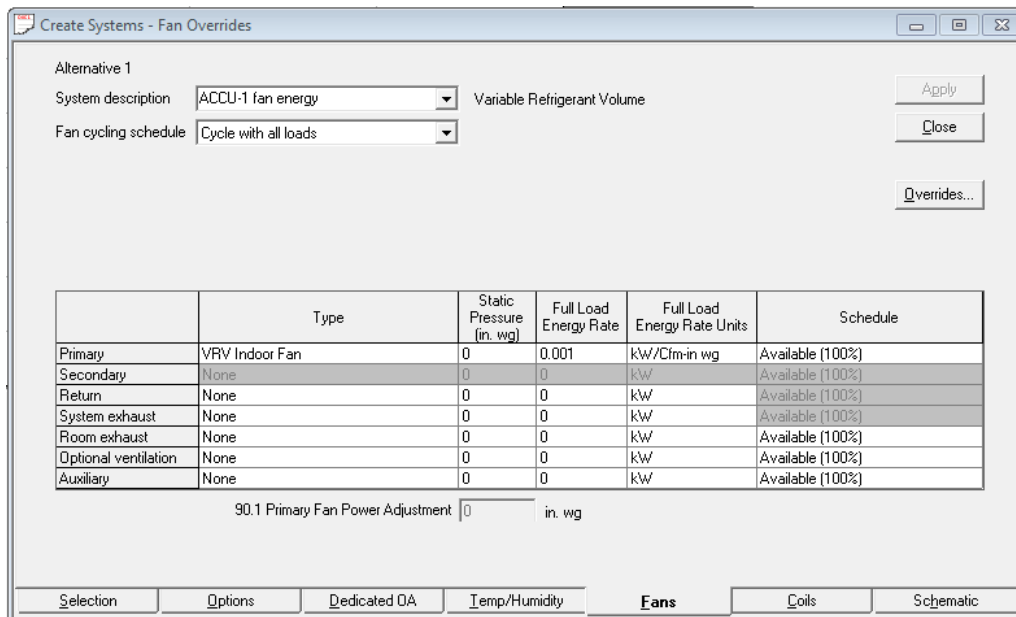 Create Systems - Fan Overrides
Alternative 1
System description ACCU-1 fan energy Variable Refrigerant Volume Apply
Fan cycling schedule Cycle with all loads Close
Overrides...
Type Static Pressure (in. wg) Full Load Energy Rate Full Load Energy Rate Units Schedule
Primary VRV Indoor Fan 0 0.001 kW/Cfm-in wg Available (100%)
Secondary None 0 0 kW Available (100%)
Return None 0 0 kW Available (100%)
System exhaust None 0 0 kW Available (100%)
Room exhaust None 0 0 kW Available (100%)
Optional ventilation None 0 0 kW Available (100%)
Auxiliary None 0 0 kW Available (100%)
90.1 Primary Fan Power Adjustment 0 in. wg
Selection Options Dedicated OA Temp/Humidity Fans Coils Schematic